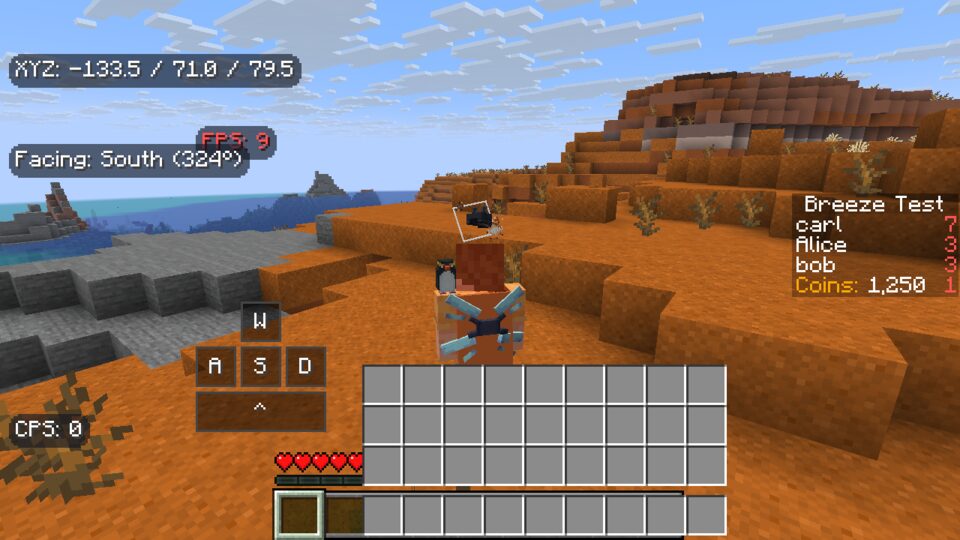 XYZ: -133.5 / 71.0 / 79.5
FPS: 9
Facing: South (324°)
Breeze Test
carl 7
Alice 3
bob 3
Coins: 1,250 1
W
A S D
^
CPS: 0